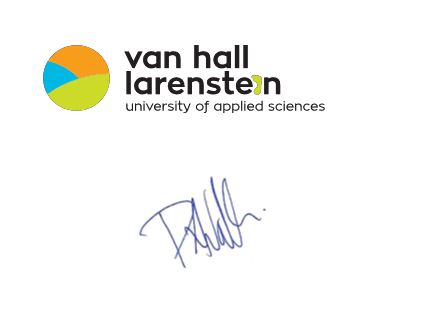 van hall
larenstein
university of applied sciences